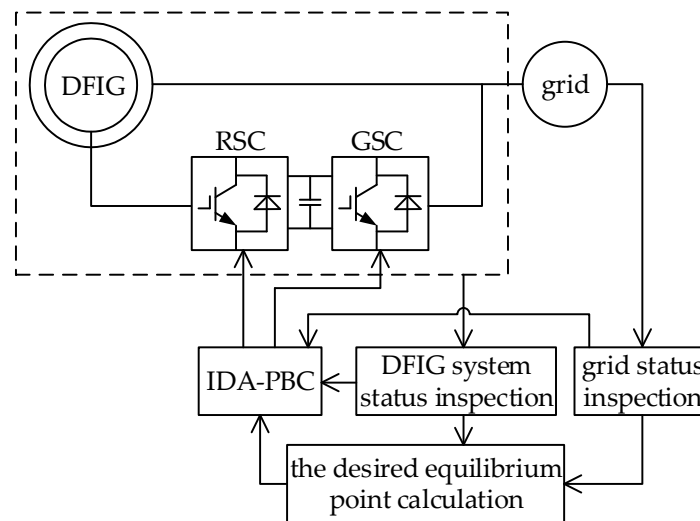 DFIG
grid
RSC
GSC
IDA-PBC
DFIG system
status inspection
grid status
inspection
the desired equilibrium
point calculation